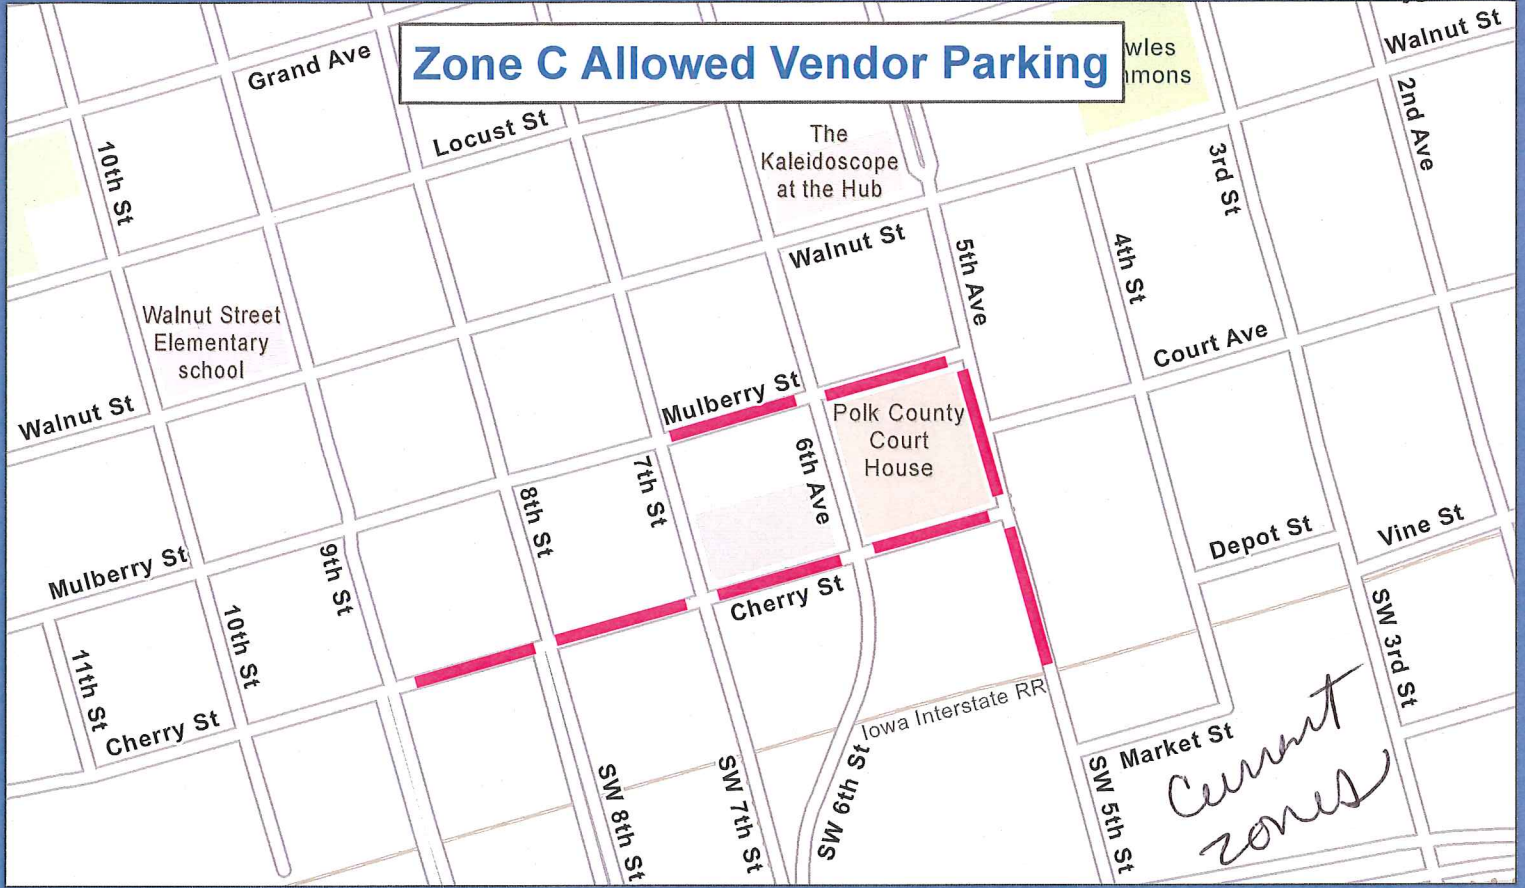 Zone C Allowed Vendor Parking
wles
mmons
Walnut St
Grand Ave
Locust St
2nd Ave
The
Kaleidoscope
at the Hub
10th St
3rd St
Walnut St
5th Ave
4th St
Walnut Street
Elementary
school
Court Ave
Walnut St
Mulberry St
Polk County
Court
House
6th Ave
7th St
8th St
Depot St
Vine St
Mulberry St
9th St
Cherry St
10th St
11th St
SW 3rd St
Cherry St
Iowa Interstate RR
Market St
SW 8th St
SW 7th St
SW 6th St
SW 5th St
Current
zones